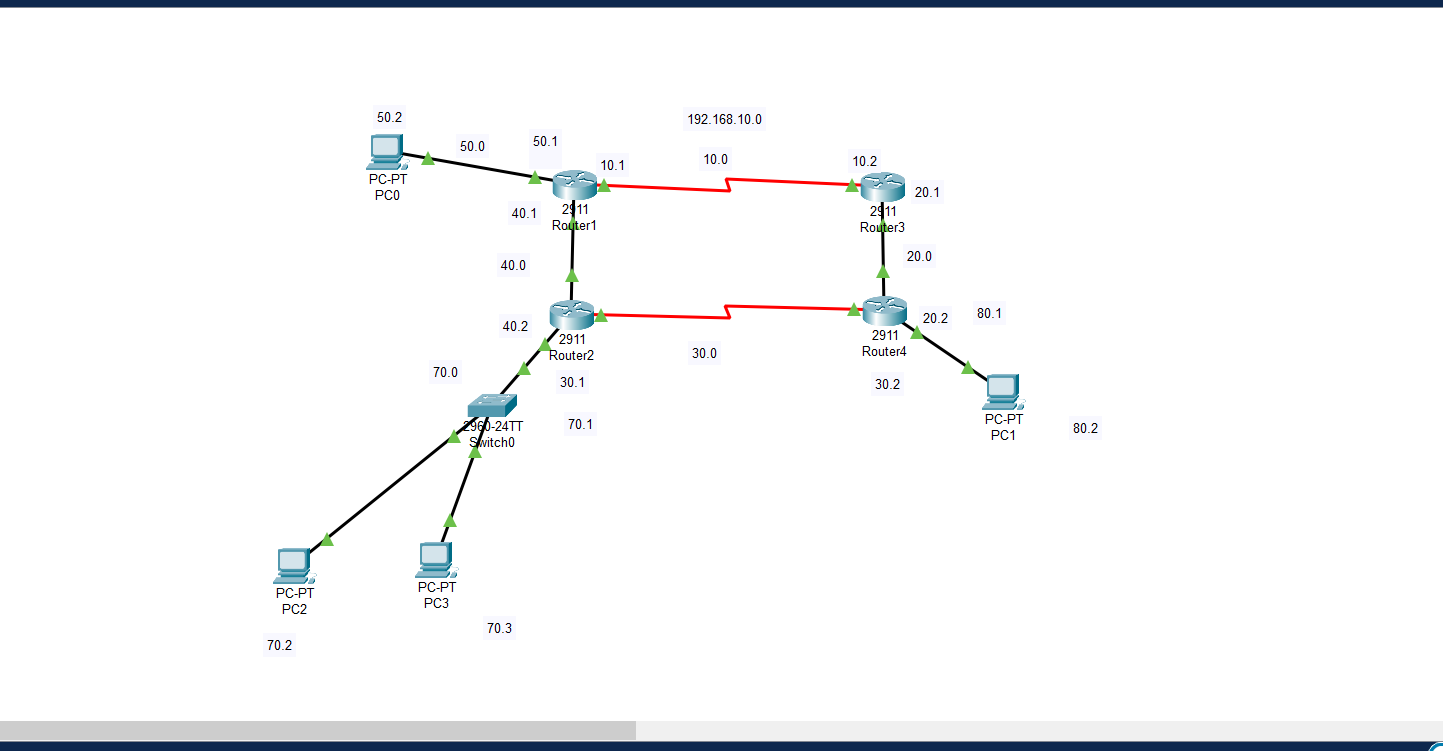 50.2
192.168.10.0
50.1
50.0
10.0
10.2
10.1
PC-PT
PC0
20.1
2911
Router1
40.1
2911
Router3
20.0
40.0
80.1
20.2
40.2
2911
Router2
2911
Router4
30.0
70.0
30.1
30.2
PC-PT
PC1
70.1
80.2
2960-24TT
Switch0
PC-PT
PC3
PC-PT
PC2
70.3
70.2